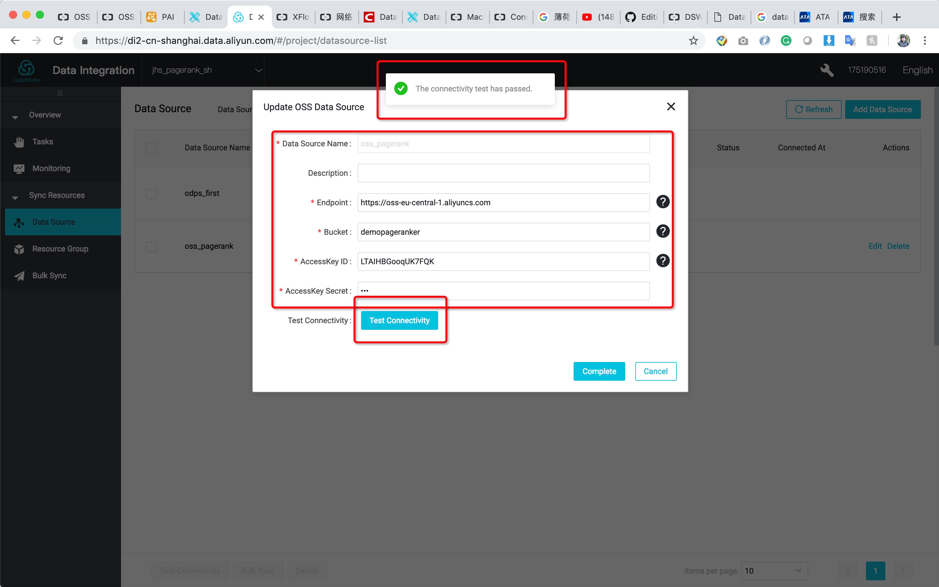 OSS
OSS
PAI
Data
D
XFlo
网络
Data
Data
Mac
Con
薄荷
(148
Editi
DSW
Data
data
ATA
ATA
ATA
搜索
https://di2-cn-shanghai.data.aliyun.com/#/project/datasource-list
Data Integration
jhs_pagerank_sh
175190516
English
Overview
Tasks
Monitoring
Sync Resources
Data Source
Resource Group
Bulk Sync
Data Source
Data Sour
Refresh
Add Data Source
Data Source Name
Status
Connected At
Actions
odps_first
oss_pagerank
Edit Delete
The connectivity test has passed.
Update OSS Data Source
* Data Source Name :
oss_pagerank
Description :
* Endpoint :
https://oss-eu-central-1.aliyuncs.com
?
* Bucket :
demopageranker
?
* AccessKey ID :
LTAIHBGooqUK7FQK
?
* AccessKey Secret :
•••
Test Connectivity :
Test Connectivity
Complete
Cancel
Test Connectivity
Bulk Sync
Delete
Items per page:
10
1